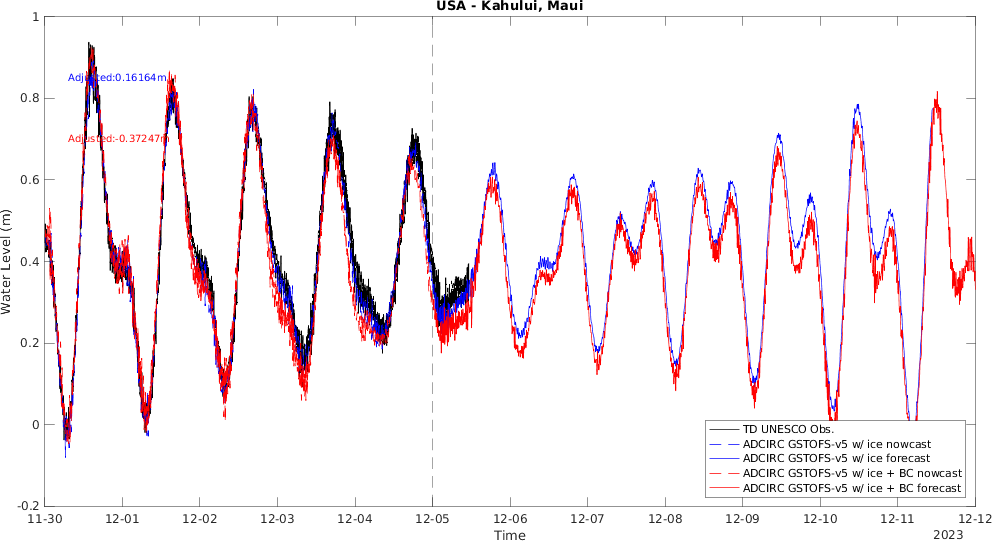 USA - Kahului, Maui
1
0.8
0.6
0.4
0.2
0
-0.2
Water Level (m)
Adjusted:0.16164m
Adjusted:-0.37247m
TD UNESCO Obs.
ADCIRC GSTOFS-v5 w/ ice nowcast
ADCIRC GSTOFS-v5 w/ ice forecast
ADCIRC GSTOFS-v5 w/ ice + BC nowcast
ADCIRC GSTOFS-v5 w/ ice + BC forecast
11-30 12-01 12-02 12-03 12-04 12-05 12-06 12-07 12-08 12-09 12-10 12-11 12-12
Time
2023